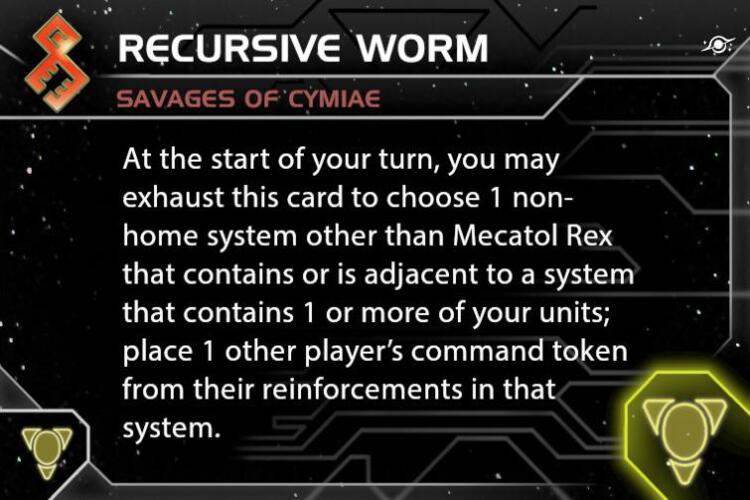 RECURSIVE WORM
SAVAGES OF CYMIAE
At the start of your turn, you may
exhaust this card to choose 1 non-
home system other than Mecatol Rex
that contains or is adjacent to a system
that contains 1 or more of your units;
place 1 other player's command token
from their reinforcements in that
system.